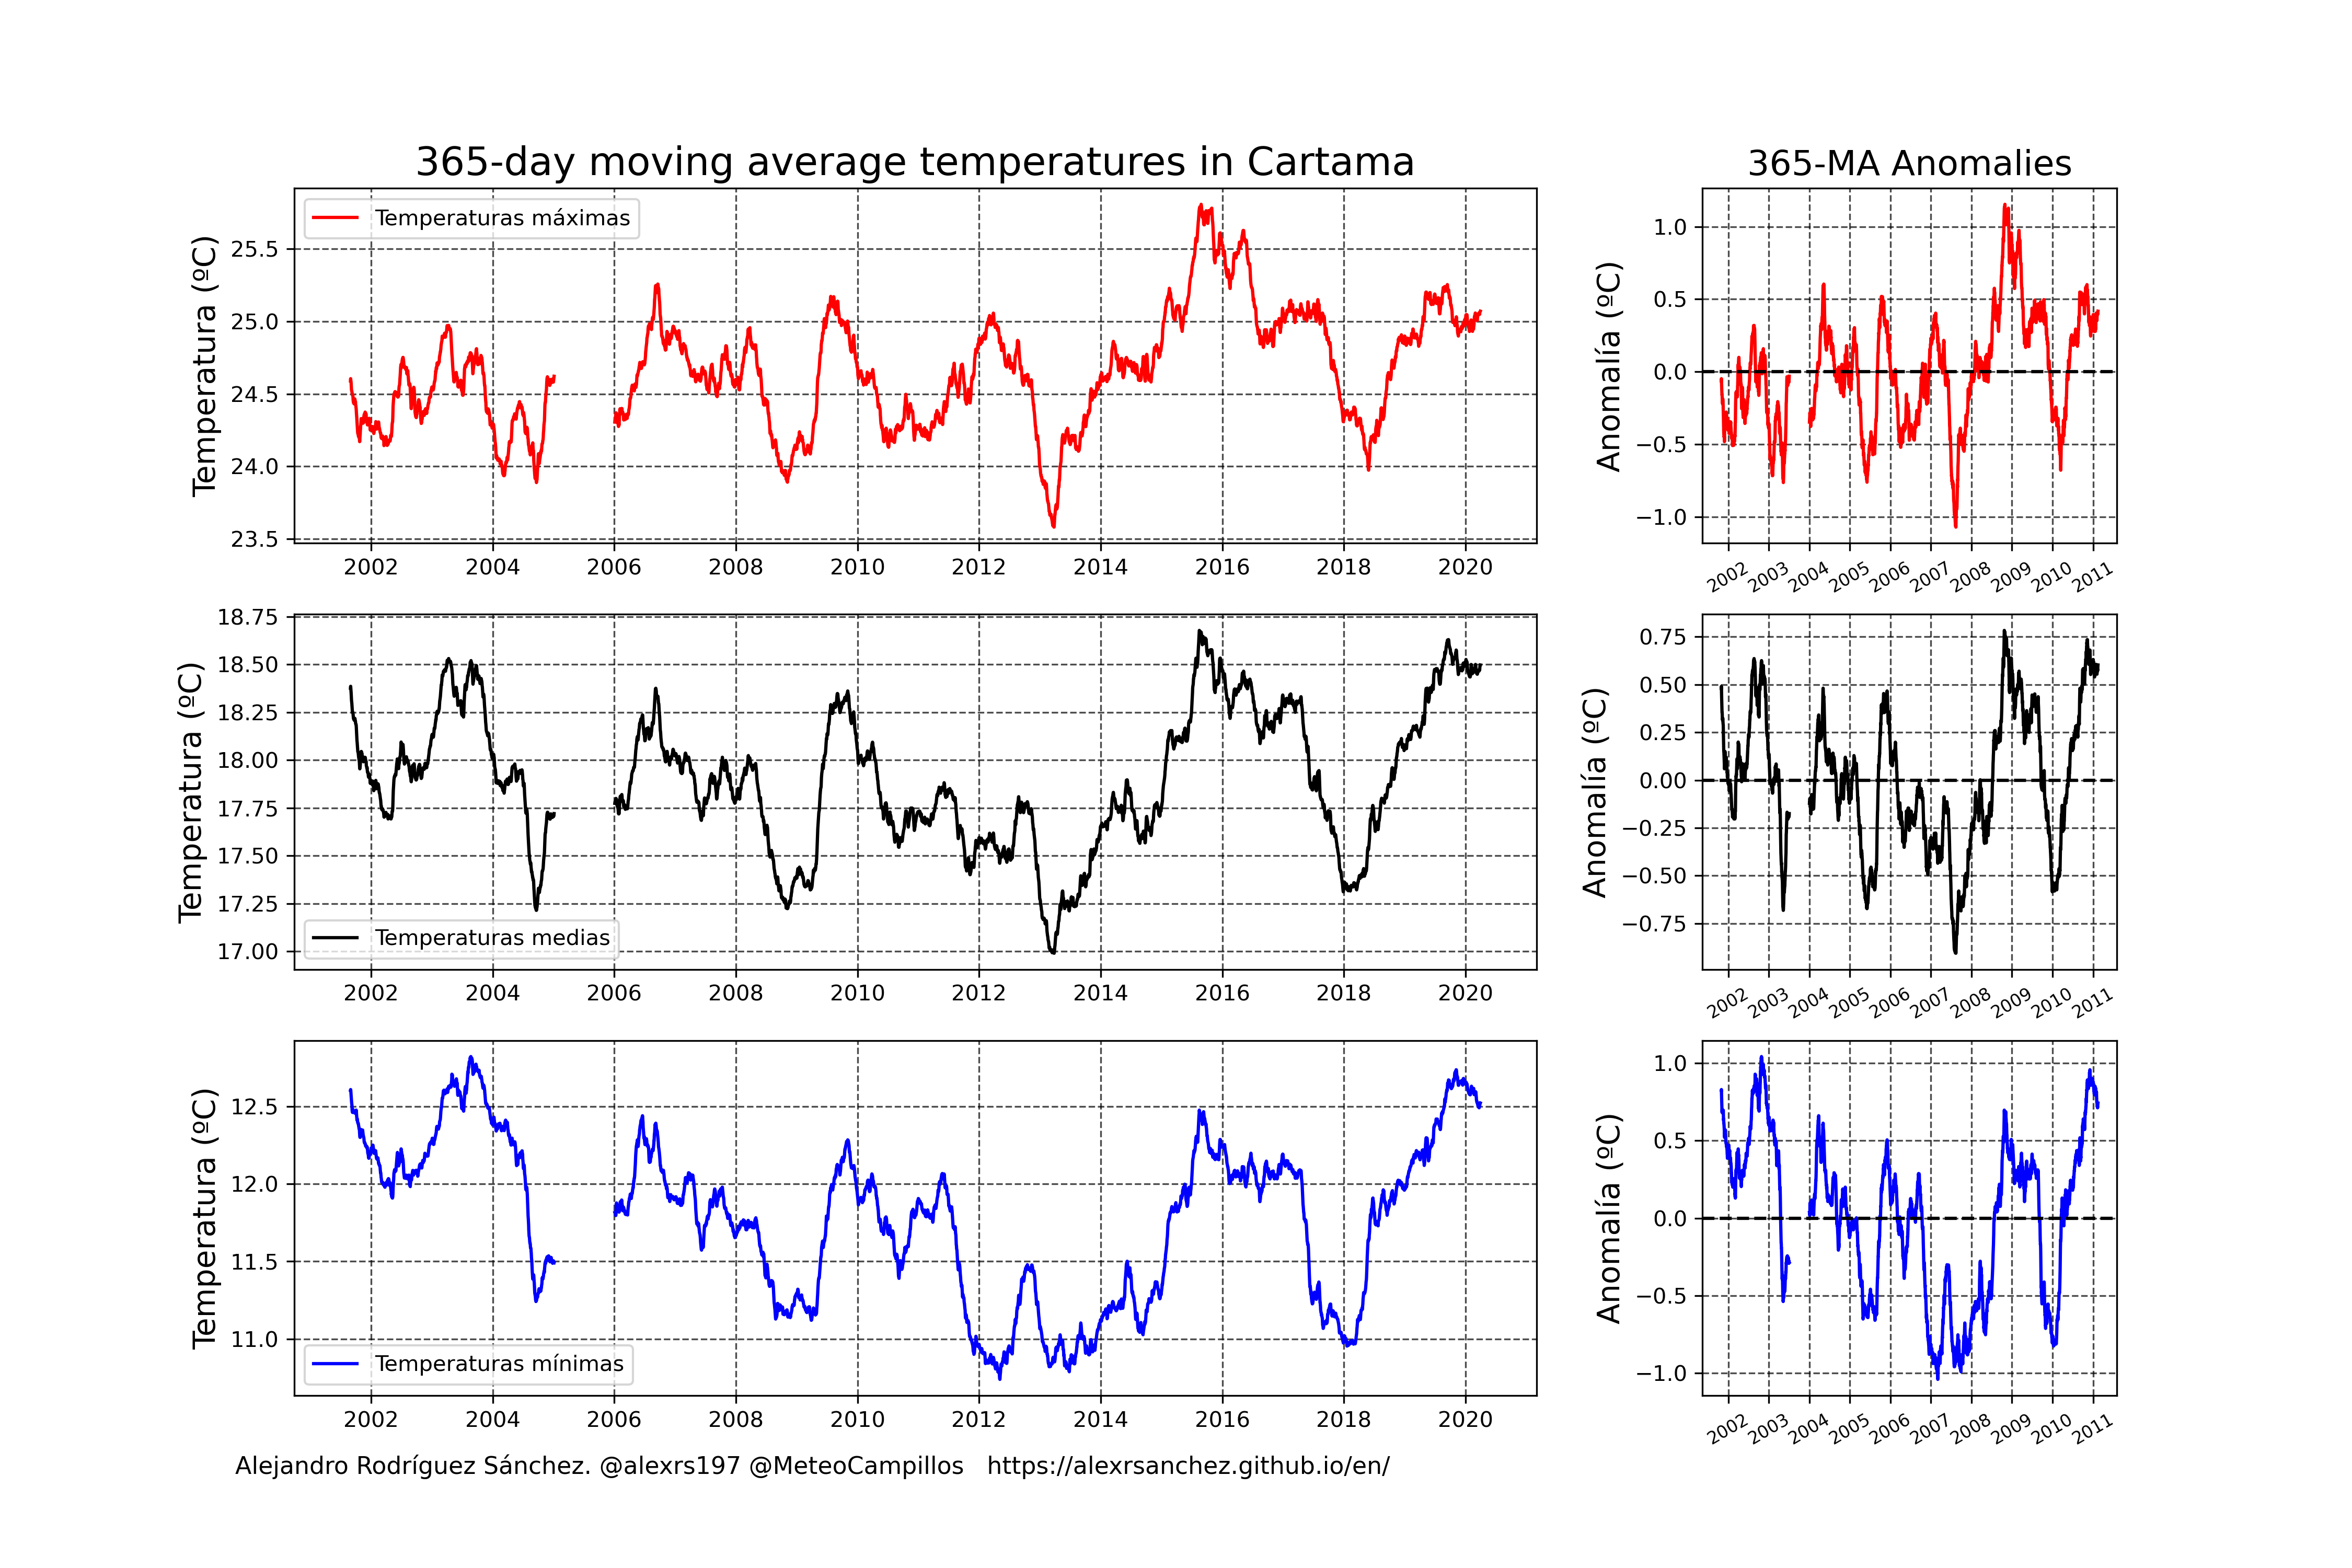 365-day moving average temperatures in Cartama
365-MA Anomalies
Temperatura (ºC)
25.5
25.0
24.5
24.0
23.5
Temperaturas máximas
2002 2004 2006 2008 2010 2012 2014 2016 2018 2020
Anomalía (ºC)
1.0
0.5
0.0
−0.5
−1.0
2002 2003 2004 2005 2006 2007 2008 2009 2010 2011
Temperatura (ºC)
18.75
18.50
18.25
18.00
17.75
17.50
17.25
17.00
Temperaturas medias
2002 2004 2006 2008 2010 2012 2014 2016 2018 2020
Anomalía (ºC)
0.75
0.50
0.25
0.00
−0.25
−0.50
−0.75
2002 2003 2004 2005 2006 2007 2008 2009 2010 2011
Temperatura (ºC)
12.5
12.0
11.5
11.0
Temperaturas mínimas
2002 2004 2006 2008 2010 2012 2014 2016 2018 2020
Anomalía (ºC)
1.0
0.5
0.0
−0.5
−1.0
2002 2003 2004 2005 2006 2007 2008 2009 2010 2011
Alejandro Rodríguez Sánchez. @alexrs197 @MeteoCampillos https://alexrsanchez.github.io/en/